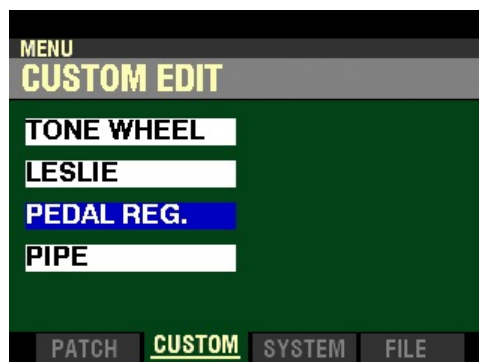 MENU
CUSTOM EDIT
TONE WHEEL
LESLIE
PEDAL REG.
PIPE
PATCH CUSTOM SYSTEM FILE